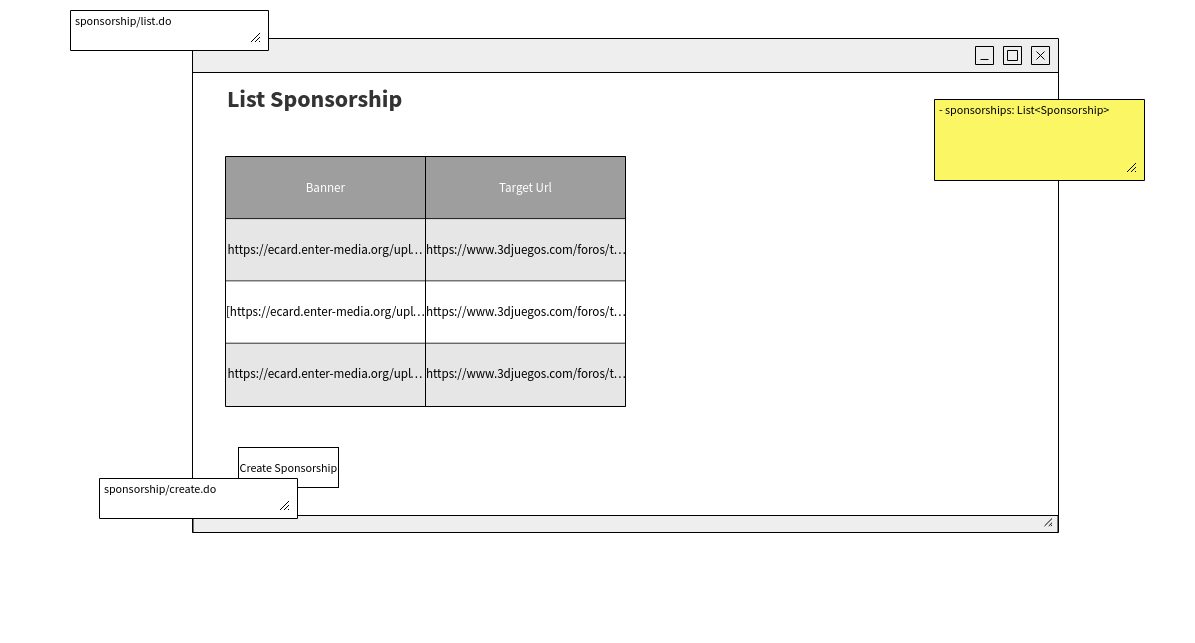 sponsorship/list.do
List Sponsorship
- sponsorships: List<Sponsorship>
Banner Target Url
https://ecard.enter-media.org/upl... https://www.3djuegos.com/foros/t...
[https://ecard.enter-media.org/upl... https://www.3djuegos.com/foros/t...
https://ecard.enter-media.org/upl... https://www.3djuegos.com/foros/t...
Create Sponsorship
sponsorship/create.do